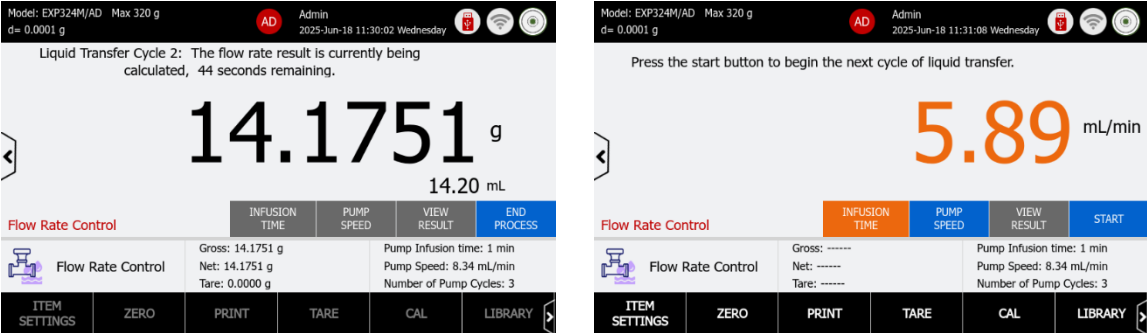 Model: EXP324M/AD Max 320 g
d= 0.0001 g
AD
Admin
2025-Jun-18 11:30:02 Wednesday
Liquid Transfer Cycle 2: The flow rate result is currently being
calculated, 44 seconds remaining.
14.1751 g
14.20 mL
Flow Rate Control
INFUSION
TIME
PUMP
SPEED
VIEW
RESULT
END
PROCESS
Flow Rate Control
Gross: 14.1751 g
Net: 14.1751 g
Tare: 0.0000 g
Pump Infusion time: 1 min
Pump Speed: 8.34 mL/min
Number of Pump Cycles: 3
ITEM
SETTINGS
ZERO
PRINT
TARE
CAL
LIBRARY
Model: EXP324M/AD Max 320 g
d= 0.0001 g
AD
Admin
2025-Jun-18 11:31:08 Wednesday
Press the start button to begin the next cycle of liquid transfer.
5.89 mL/min
Flow Rate Control
INFUSION
TIME
PUMP
SPEED
VIEW
RESULT
START
Flow Rate Control
Gross: ------
Net: ------
Tare: ------
Pump Infusion time: 1 min
Pump Speed: 8.34 mL/min
Number of Pump Cycles: 3
ITEM
SETTINGS
ZERO
PRINT
TARE
CAL
LIBRARY